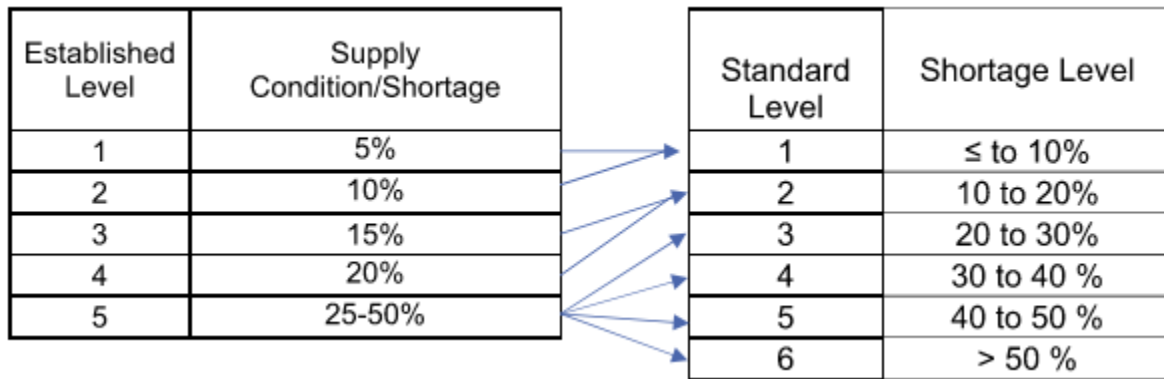 Established
Level
Supply
Condition/Shortage
1
5%
2
10%
3
15%
4
20%
5
25-50%
Standard
Level
Shortage Level
1
≤ to 10%
2
10 to 20%
3
20 to 30%
4
30 to 40 %
5
40 to 50 %
6
> 50 %